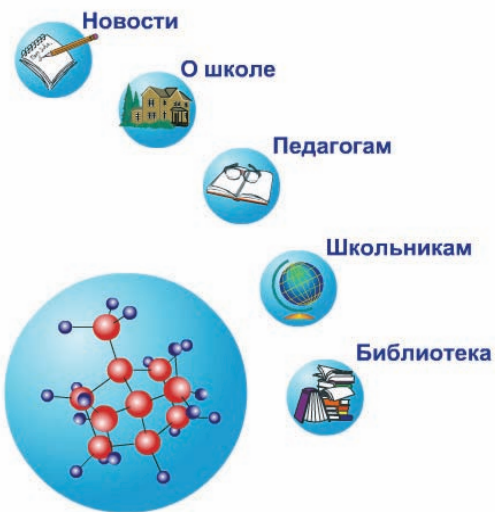 Новости
О школе
Педагогам
Школьникам
Библиотека